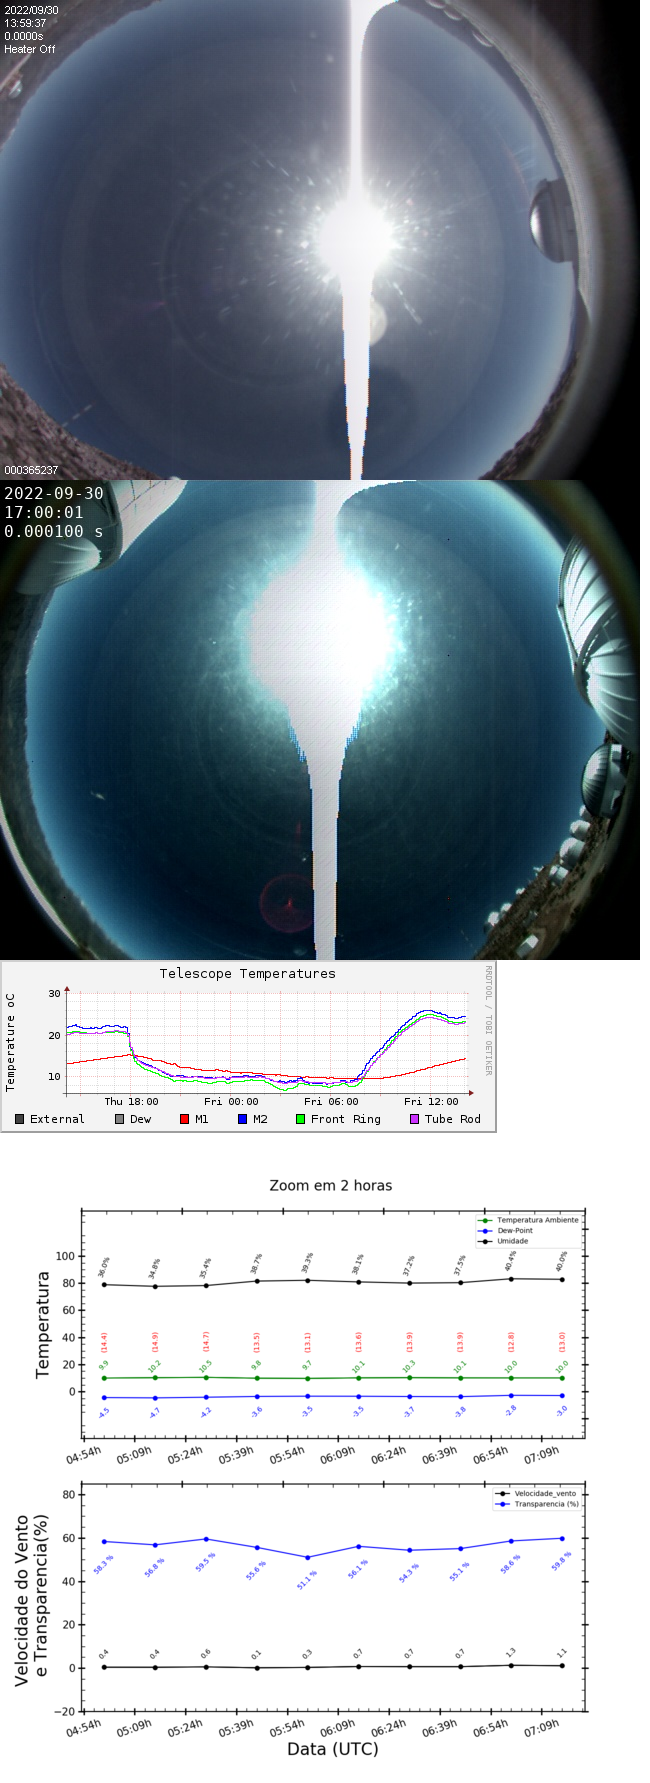 2022/09/30
13:59:37
0.0000s
Heater Off
000365237
2022-09-30
17:00:01
0.000100 s
Telescope Temperatures
RRDTOOL / TOBI OETIKER
Temperature oC
30
20
10
Thu 18:00 Fri 00:00 Fri 06:00 Fri 12:00
External Dew M1 M2 Front Ring Tube Rod
Zoom em 2 horas
Temperatura Ambiente
Dew-Point
Umidade
Temperatura
100
80
60
40
20
0
36.0% 34.8% 35.4% 38.7% 39.3% 38.1% 37.2% 37.5% 40.4% 40.0%
(14.4) (14.9) (14.7) (13.5) (13.1) (13.6) (13.9) (13.9) (12.8) (13.0)
9.9 10.2 10.5 9.8 9.7 10.1 10.3 10.1 10.0 10.0
-4.5 -4.7 -4.2 -3.6 -3.5 -3.5 -3.7 -3.8 -2.8 -3.0
04:54h 05:09h 05:24h 05:39h 05:54h 06:09h 06:24h 06:39h 06:54h 07:09h
Velocidade_vento
Transparencia (%)
Velocidade do Vento
e Transparencia(%)
80
60
40
20
0
−20
58.3 % 56.8 % 59.5 % 55.6 % 51.1 % 56.1 % 54.3 % 55.1 % 58.6 % 59.8 %
0.4 0.4 0.6 0.1 0.3 0.7 0.7 0.7 1.3 1.1
04:54h 05:09h 05:24h 05:39h 05:54h 06:09h 06:24h 06:39h 06:54h 07:09h
Data (UTC)